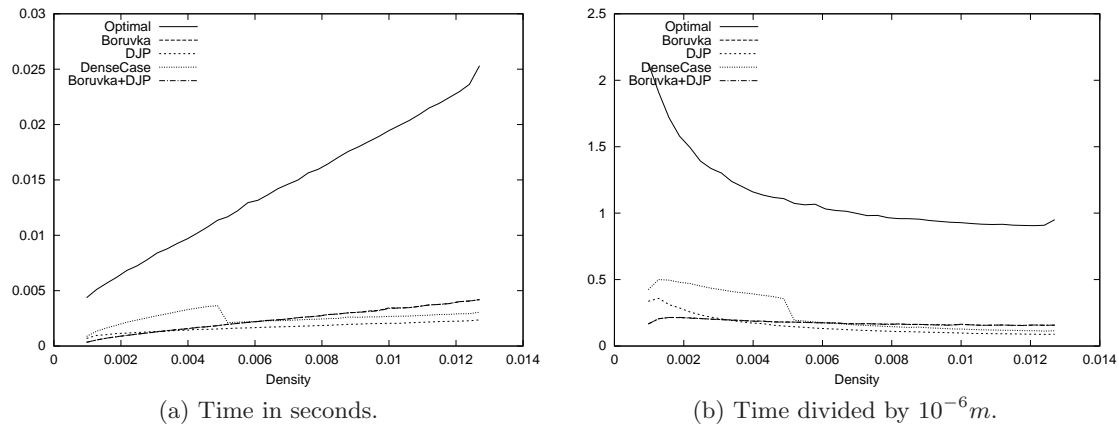 0.03
0.025
0.02
0.015
0.01
0.005
0
0 0.002 0.004 0.006 0.008 0.01 0.012 0.014
Density
Optimal
Boruvka
DJP
DenseCase
Boruvka+DJP
(a) Time in seconds.
2.5
2
1.5
1
0.5
0
0 0.002 0.004 0.006 0.008 0.01 0.012 0.014
Density
Optimal
Boruvka
DJP
DenseCase
Boruvka+DJP
(b) Time divided by 10⁻⁶m.